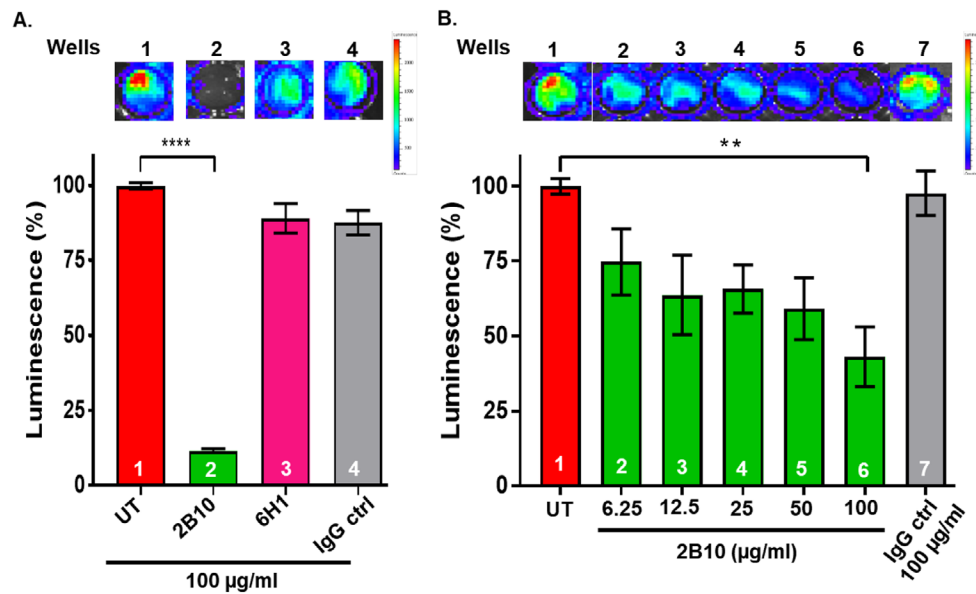 A.
Wells 1 2 3 4
****
Luminescence (%)
100
75
50
25
0
1 2 3 4
UT 2B10 6H1 IgG ctrl
100 µg/ml
B.
Wells 1 2 3 4 5 6 7
**
Luminescence (%)
100
75
50
25
0
1 2 3 4 5 6 7
UT 6.25 12.5 25 50 100 IgG ctrl
100 µg/ml
2B10 (µg/ml)